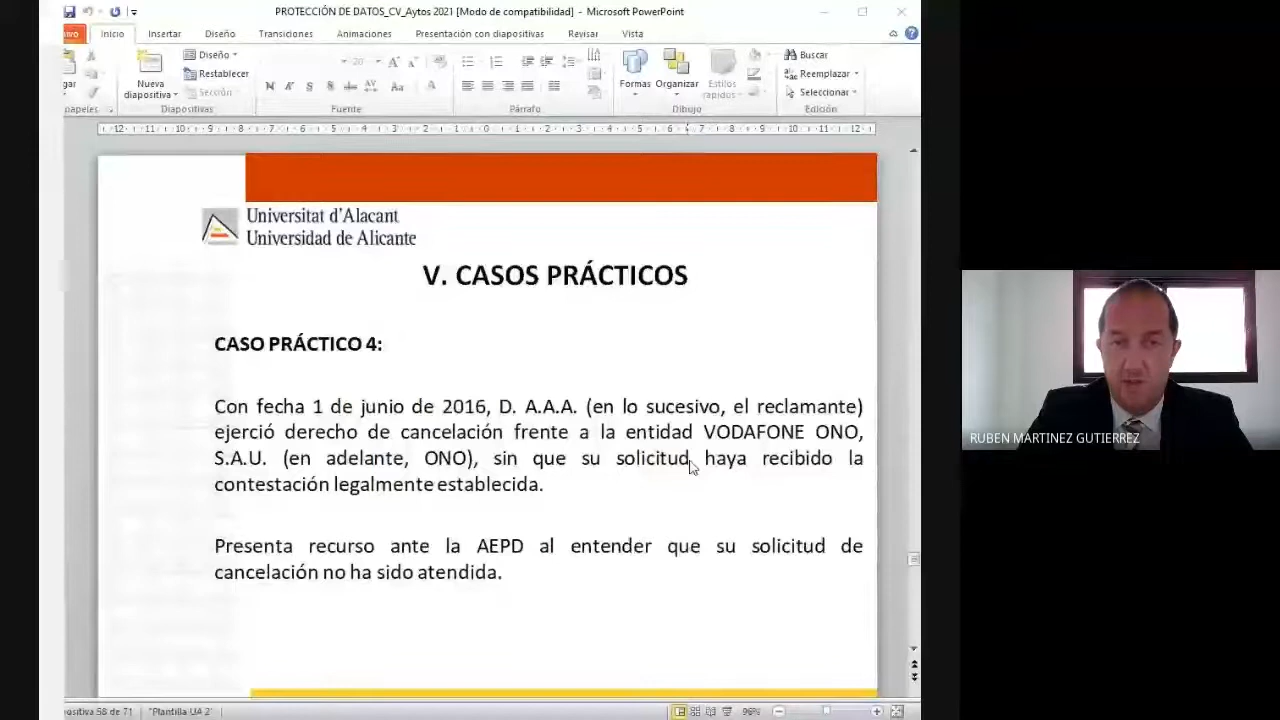 PROTECCIÓN DE DATOS_CV_Aytos 2021 [Modo de compatibilidad] - Microsoft PowerPoint
Inicio Insertar Diseño Transiciones Animaciones Presentación con diapositivas Revisar Vista
Nueva diapositiva
Diseño
Restablecer
Sección
Formas Organizar Estilos rápidos
Buscar
Reemplazar
Seleccionar
Diapositivas Fuente Párrafo Dibujo Edición
Universitat d'Alacant
Universidad de Alicante
V. CASOS PRÁCTICOS
CASO PRÁCTICO 4:
Con fecha 1 de junio de 2016, D. A.A.A. (en lo sucesivo, el reclamante)
ejerció derecho de cancelación frente a la entidad VODAFONE ONO,
S.A.U. (en adelante, ONO), sin que su solicitud haya recibido la
contestación legalmente establecida.
Presenta recurso ante la AEPD al entender que su solicitud de
cancelación no ha sido atendida.
RUBEN MARTINEZ GUTIERREZ
58 de 71 "Plantilla UA 2" 96%